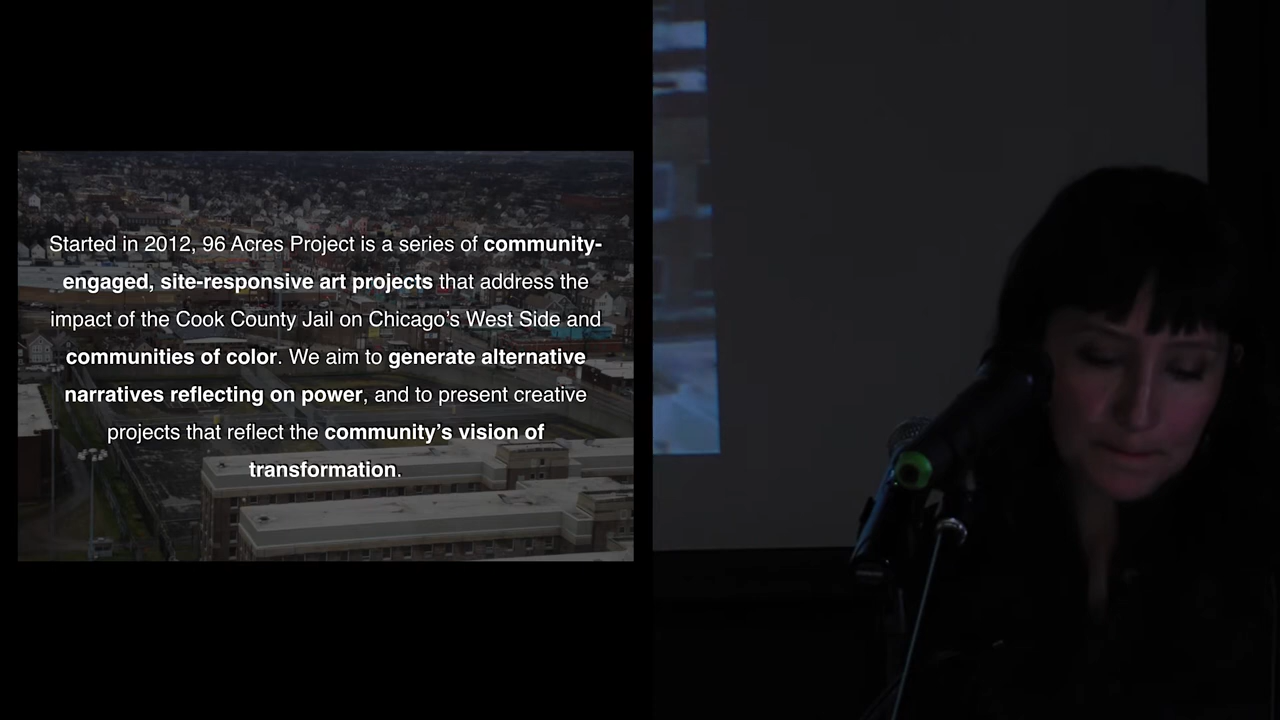 Started in 2012, 96 Acres Project is a series of community-
engaged, site-responsive art projects that address the
impact of the Cook County Jail on Chicago’s West Side and
communities of color. We aim to generate alternative
narratives reflecting on power, and to present creative
projects that reflect the community’s vision of
transformation.